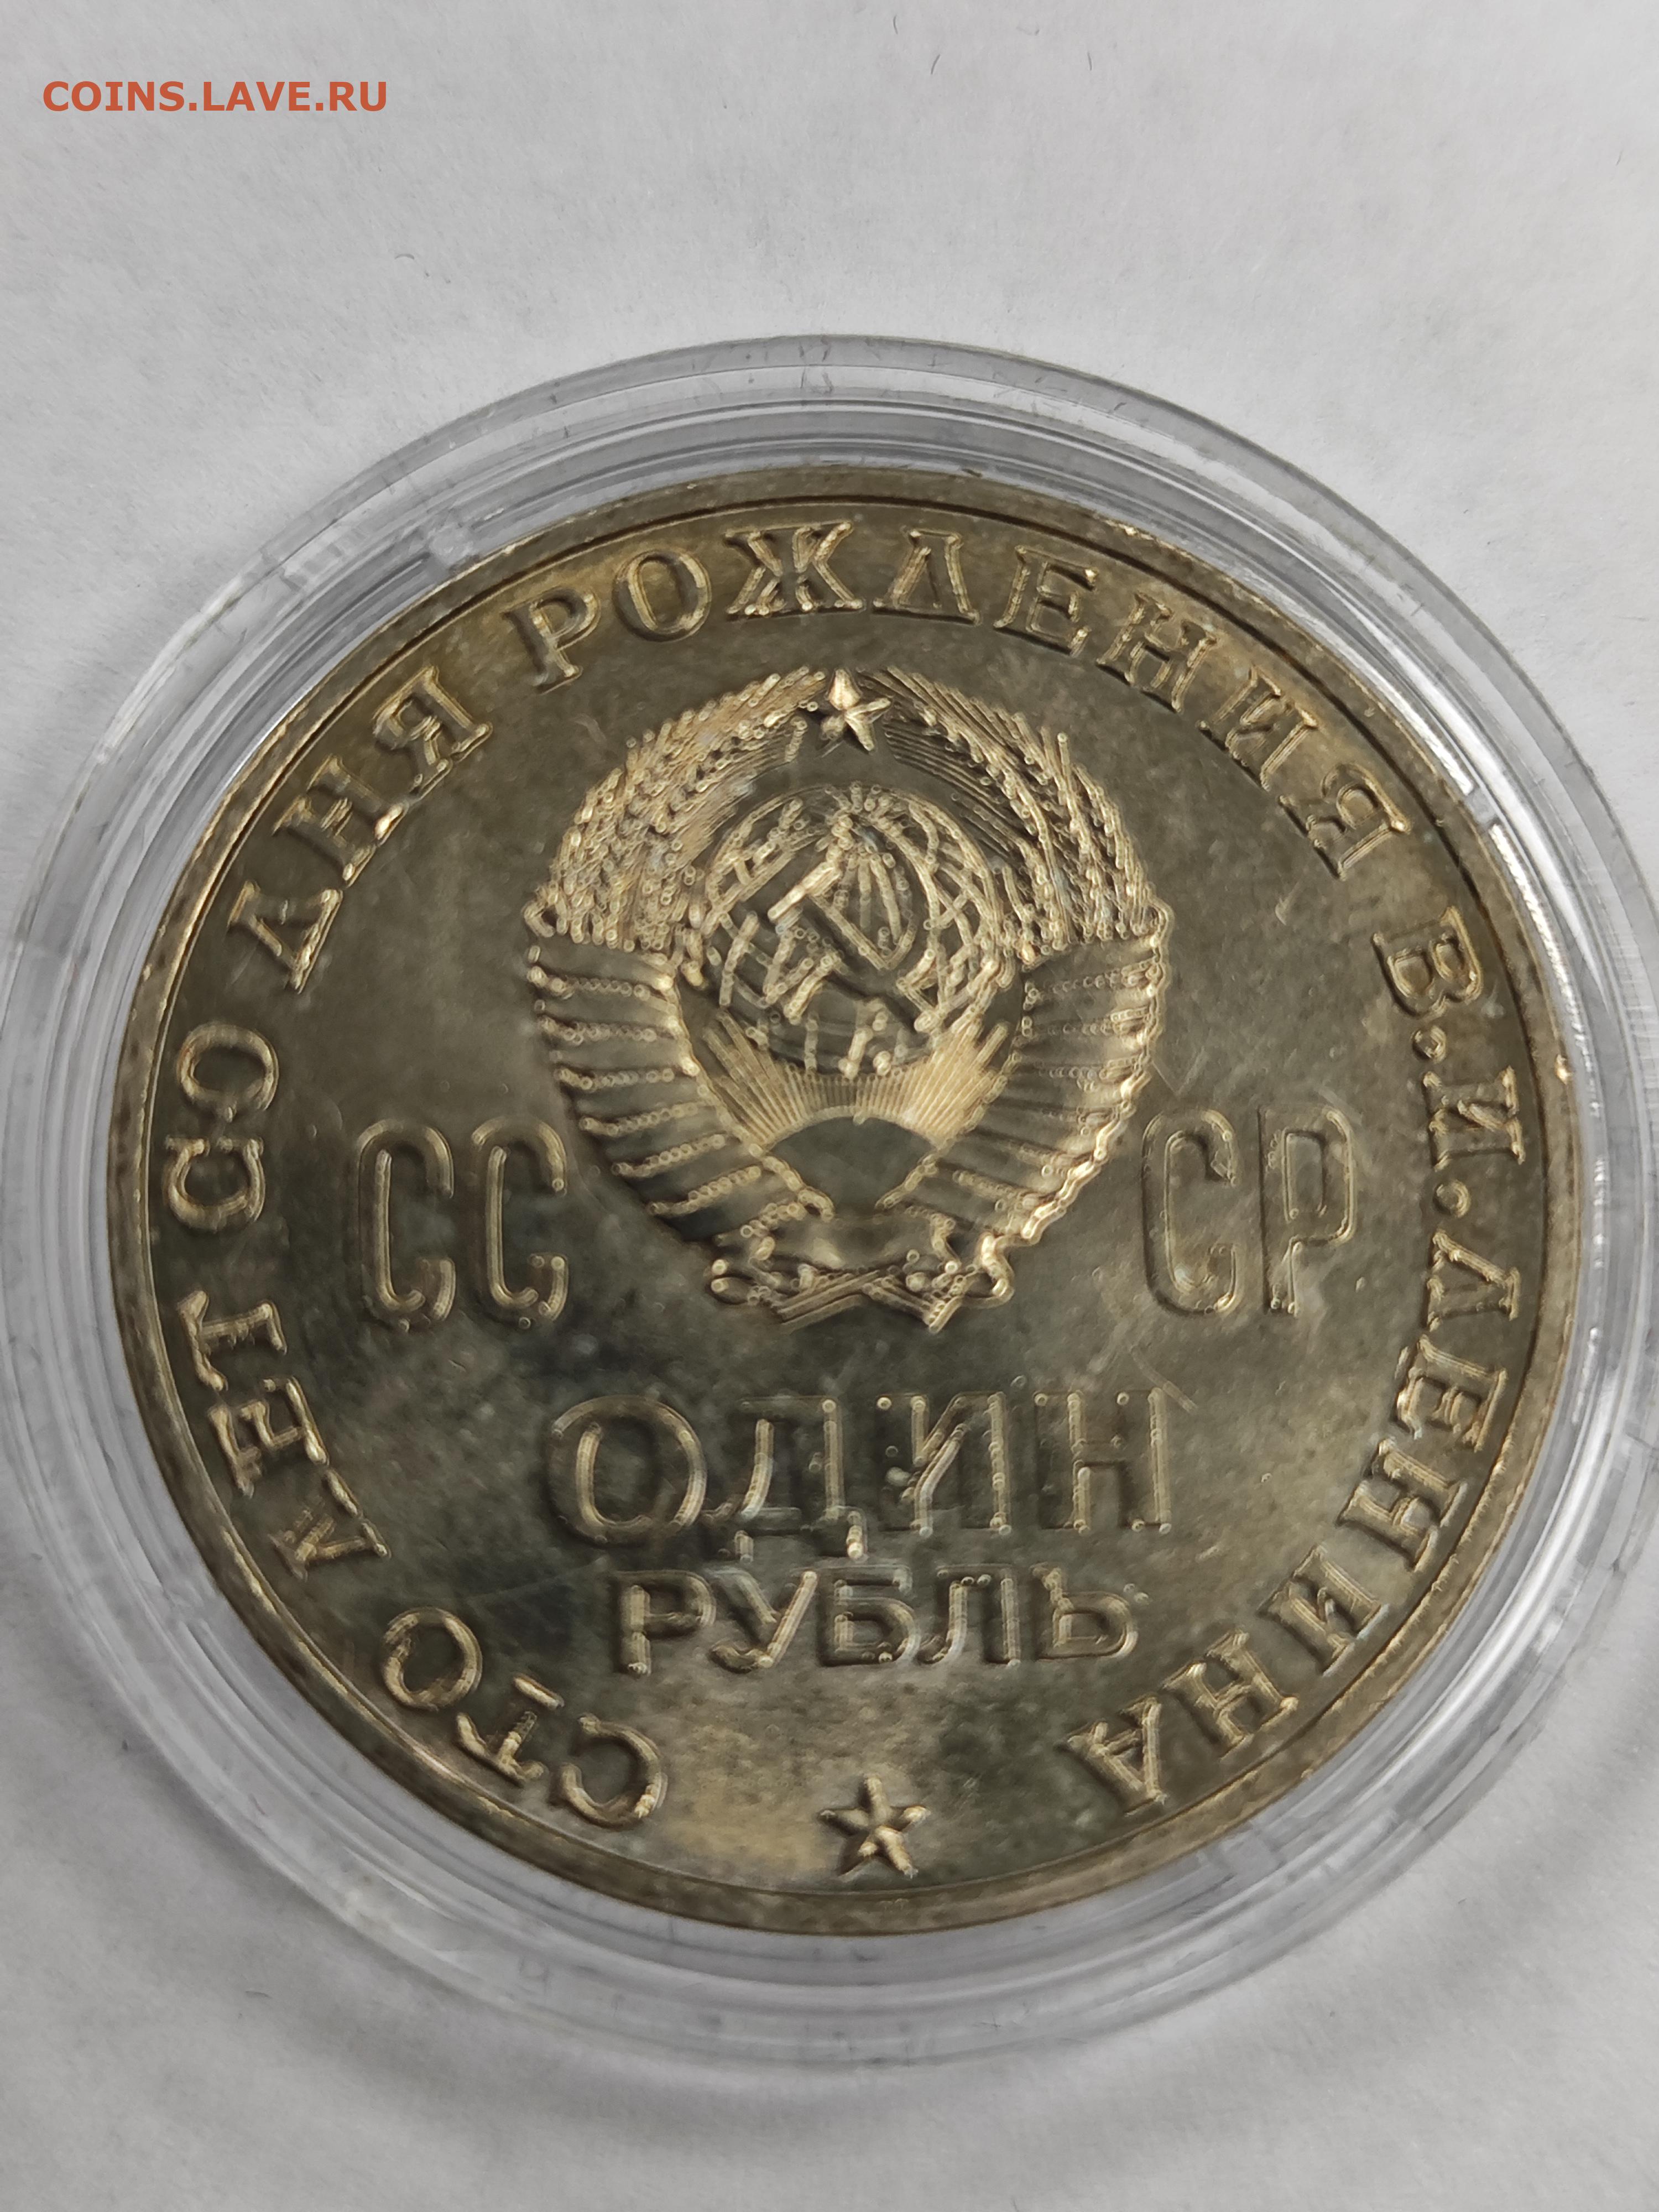 COINS.LAVE.RU
СТО ЛЕТ СО ДНЯ РОЖДЕНИЯ В.И.ЛЕНИНА
СС СР
ОДИН
РУБЛЬ